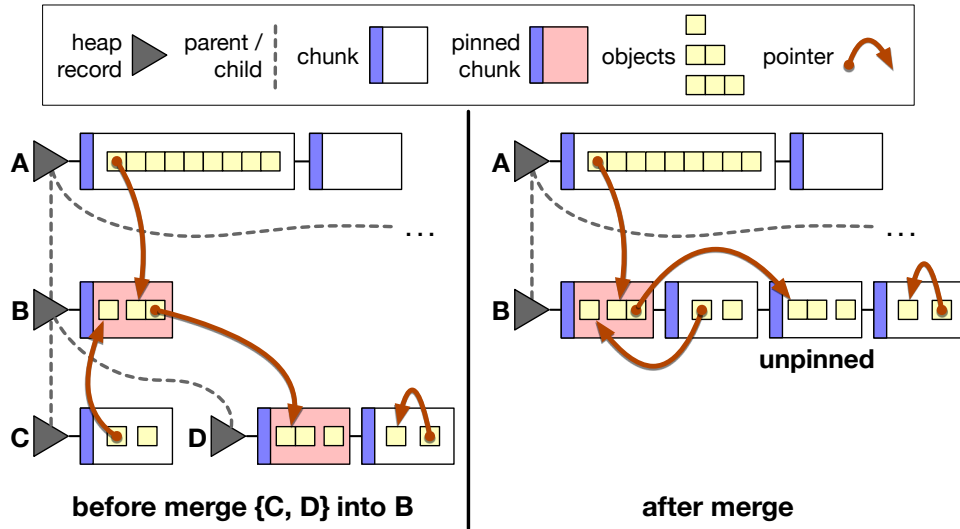 heap
record
parent /
child
chunk
pinned
chunk
objects
pointer
A
...
B
C
D
before merge {C, D} into B
A
...
B
unpinned
after merge